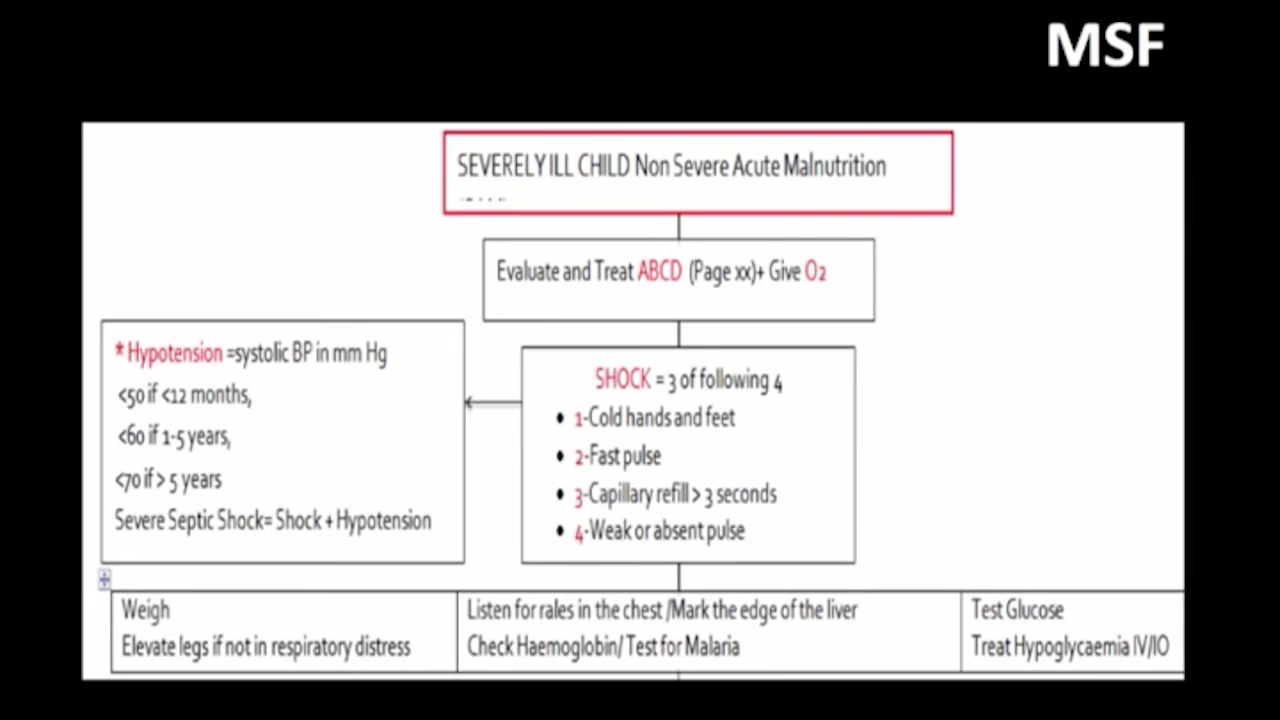 MSF
SEVERELY ILL CHILD Non Severe Acute Malnutrition
Evaluate and Treat ABCD (Page xx)+ Give O2
* Hypotension =systolic BP in mm Hg
<50 if <12 months,
<60 if 1-5 years,
<70 if > 5 years
Severe Septic Shock= Shock + Hypotension
SHOCK = 3 of following 4
• 1-Cold hands and feet
• 2-Fast pulse
• 3-Capillary refill > 3 seconds
• 4-Weak or absent pulse
Weigh
Elevate legs if not in respiratory distress
Listen for rales in the chest /Mark the edge of the liver
Check Haemoglobin/ Test for Malaria
Test Glucose
Treat Hypoglycaemia IV/IO